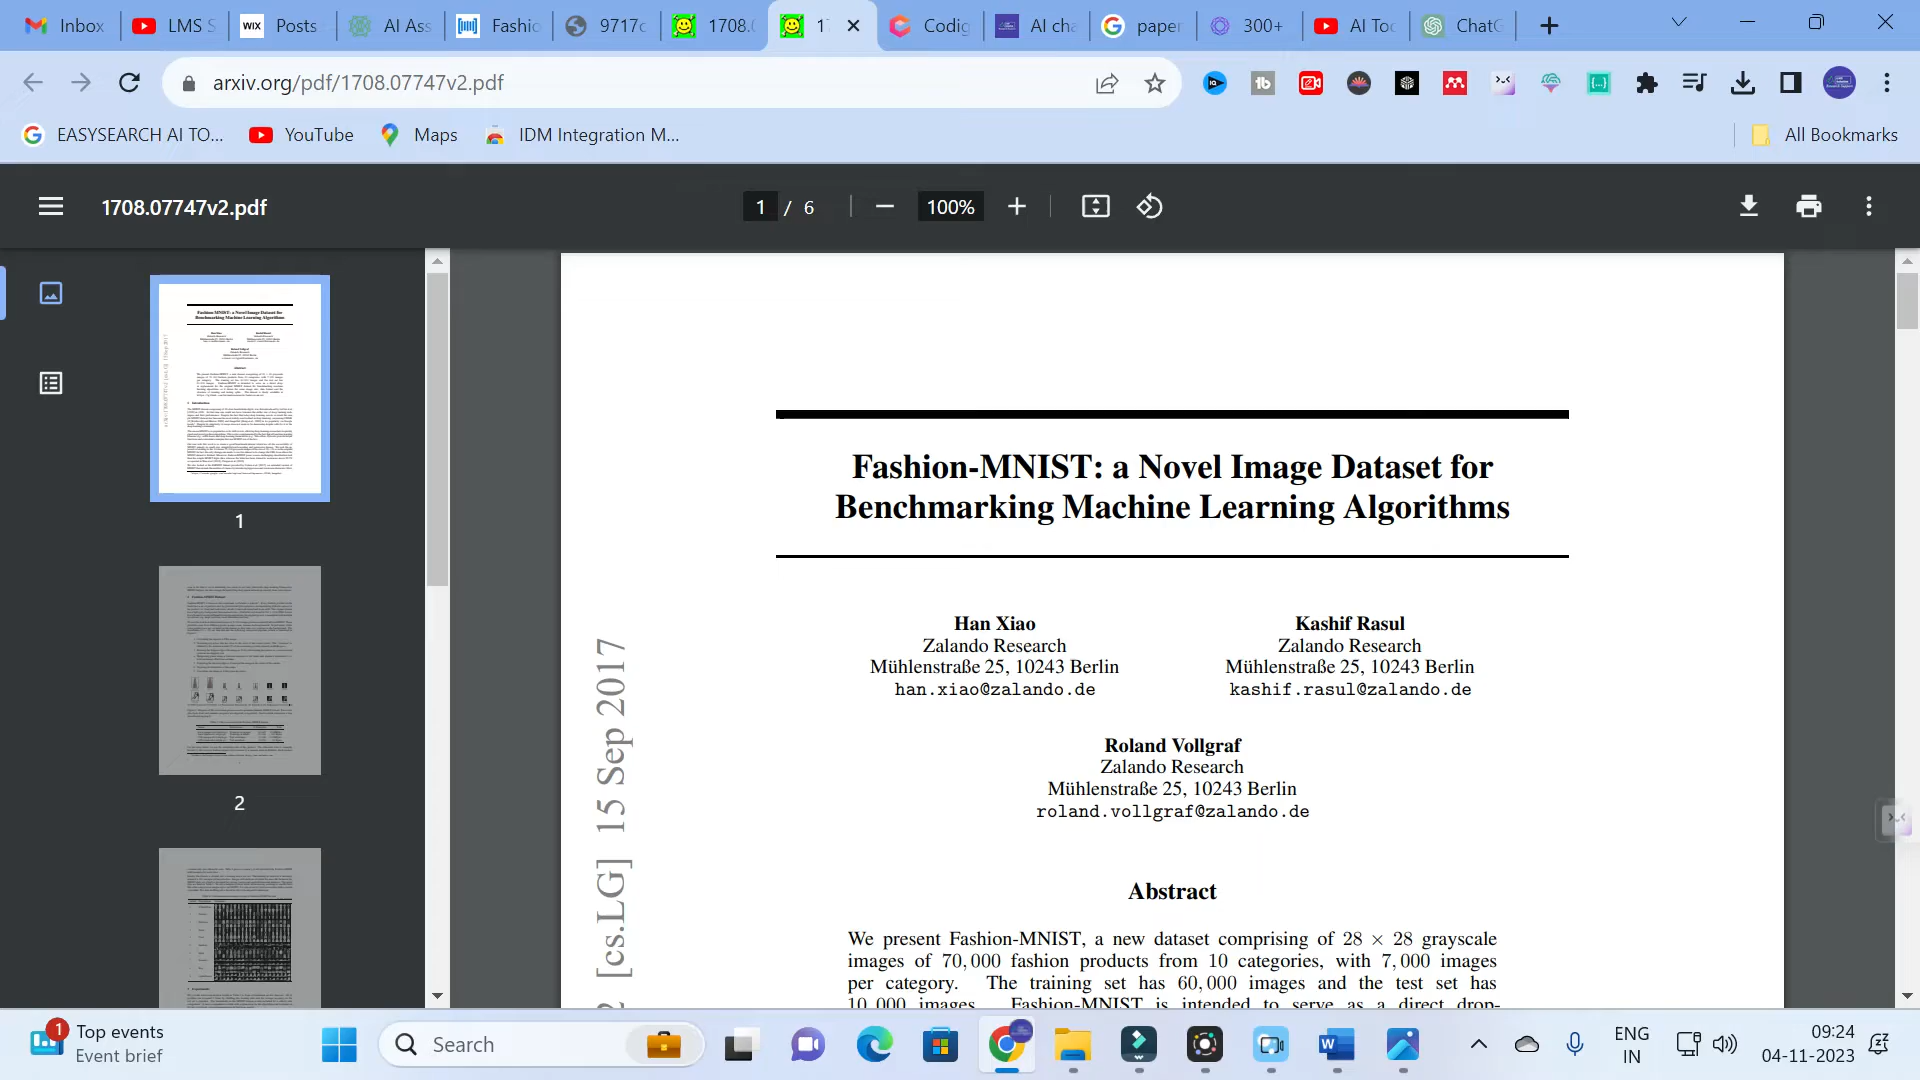 Inbox
LMS S
WIX Posts
AI Ass
Fashio
9717c
1708.0
1
Codig
AI cha
paper
300+
AI Too
ChatG
arxiv.org/pdf/1708.07747v2.pdf
EASYSEARCH AI TO...
YouTube
Maps
IDM Integration M...
All Bookmarks
1708.07747v2.pdf
1 / 6
100%
1
2
Fashion-MNIST: a Novel Image Dataset for
Benchmarking Machine Learning Algorithms
Han Xiao
Zalando Research
Mühlenstraße 25, 10243 Berlin
han.xiao@zalando.de
Kashif Rasul
Zalando Research
Mühlenstraße 25, 10243 Berlin
kashif.rasul@zalando.de
Roland Vollgraf
Zalando Research
Mühlenstraße 25, 10243 Berlin
roland.vollgraf@zalando.de
[cs.LG] 15 Sep 2017
Abstract
We present Fashion-MNIST, a new dataset comprising of 28 × 28 grayscale
images of 70,000 fashion products from 10 categories, with 7,000 images
per category. The training set has 60,000 images and the test set has
10,000 images. Fashion-MNIST is intended to serve as a direct drop-
1
Top events
Event brief
Search
ENG
IN
09:24
04-11-2023